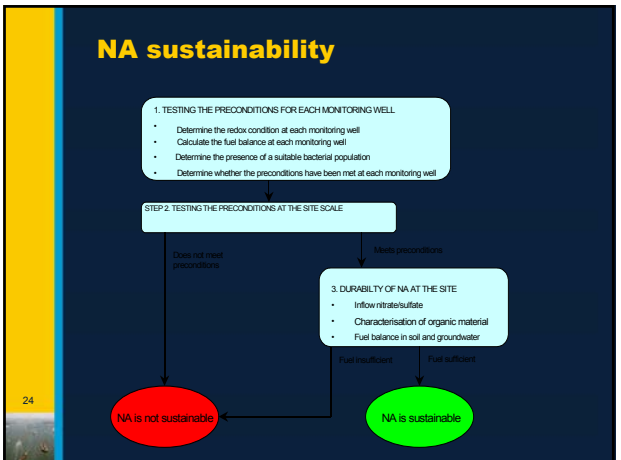 NA sustainability
1. TESTING THE PRECONDITIONS FOR EACH MONITORING WELL
• Determine the redox condition at each monitoring well
• Calculate the fuel balance at each monitoring well
• Determine the presence of a suitable bacterial population
• Determine whether the preconditions have been met at each monitoring well
STEP 2. TESTING THE PRECONDITIONS AT THE SITE SCALE
Does not meet
preconditions
Meets preconditions
3. DURABILTY OF NA AT THE SITE
• Inflow nitrate/sulfate
• Characterisation of organic material
• Fuel balance in soil and groundwater
Fuel insufficient
Fuel sufficient
24
NA is not sustainable
NA is sustainable